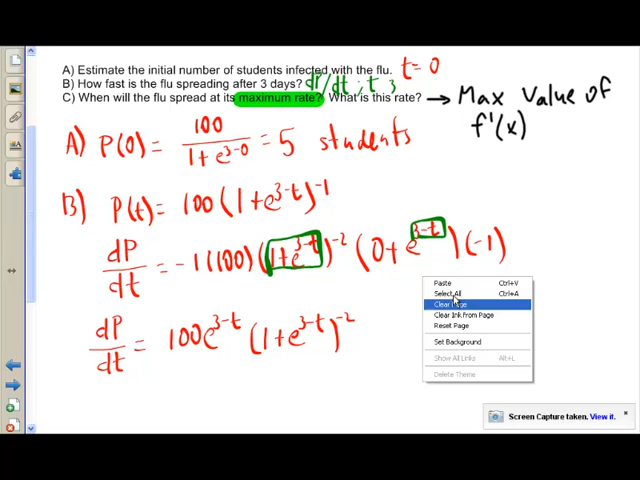 A) Estimate the initial number of students infected with the flu. t=0
B) How fast is the flu spreading after 3 days? dP/dt ; t 3
C) When will the flu spread at its maximum rate? What is this rate? → Max Value of
f'(x)
A) P(0) = 100 / 1+e^3-0 = 5 students
B) P(t) = 100(1+e^3-t)^-1
dP/dt = -1(100)(1+e^3-t)^-2 (0+e^3-t)(-1)
dP/dt = 100e^3-t (1+e^3-t)^-2
Paste Ctrl+V
Select All Ctrl+A
Clear Page
Clear Ink from Page
Reset Page
Set Background
Show All Links Alt+L
Delete Theme
Screen Capture taken. View it.